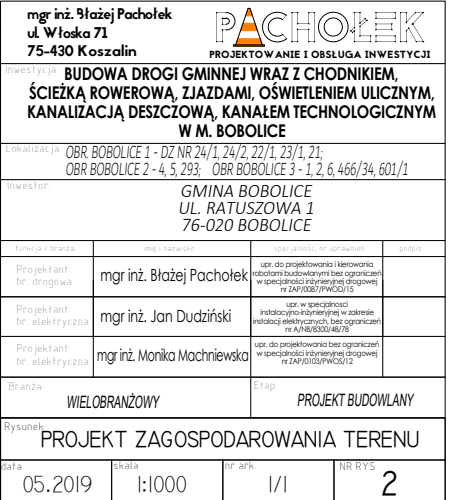 mgr inż. Błażej Pachołek
ul. Włoska 71
75-430 Koszalin
PACHOŁEK
PROJEKTOWANIE I OBSŁUGA INWESTYCJI
Inwestycja
BUDOWA DROGI GMINNEJ WRAZ Z CHODNIKIEM,
ŚCIEŻKĄ ROWEROWĄ, ZJAZDAMI, OŚWIETLENIEM ULICZNYM,
KANALIZACJĄ DESZCZOWĄ, KANAŁEM TECHNOLOGICZNYM
W M. BOBOLICE
Lokalizacja
OBR. BOBOLICE 1 - DZ NR 24/1, 24/2, 22/1, 23/1, 21;
OBR BOBOLICE 2 - 4, 5, 293; OBR BOBOLICE 3 - 1, 2, 6, 466/34, 601/1
Inwestor:
GMINA BOBOLICE
UL. RATUSZOWA 1
76-020 BOBOLICE
funkcja / branża imię i nazwisko specjalność, nr uprawnień podpis
Projektant
br. drogowa
mgr inż. Błażej Pachołek
upr. do projektowania i kierowania
robotami budowlanymi bez ograniczeń
w specjalności inżynieryjnej drogowej
nr ZAP/0087/PWOD/15
Projektant
br. elektryczna
mgr inż. Jan Dudziński
upr. w specjalnosci
instalacyjno-inżynieryjnej w zakresie
instalacji elektrycznych, bez ograniczeń
nr A/NB/8300/48/78
Projektant
br. elektryczna
mgr inż. Monika Machniewska
upr. do projektowania bez ograniczeń
w specjalności inżynieryjnej drogowej
nr ZAP/0103/PWOS/12
Branża
WIELOBRANŻOWY
Etap
PROJEKT BUDOWLANY
Rysunek
PROJEKT ZAGOSPODAROWANIA TERENU
data skala nr ark. NR RYS.
05.2019 1:1000 1/1 2